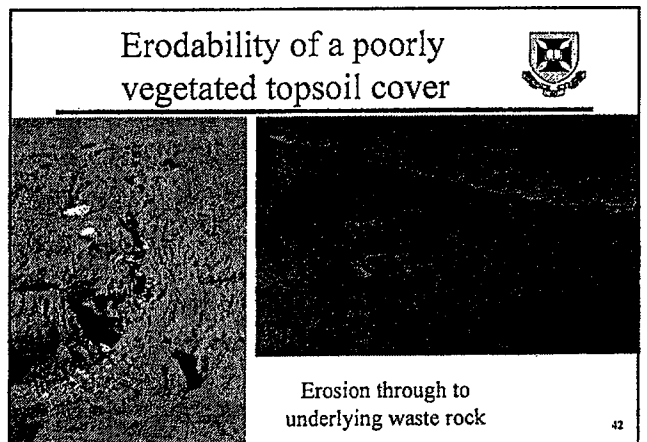 Erodability of a poorly
vegetated topsoil cover
Erosion through to
underlying waste rock
42